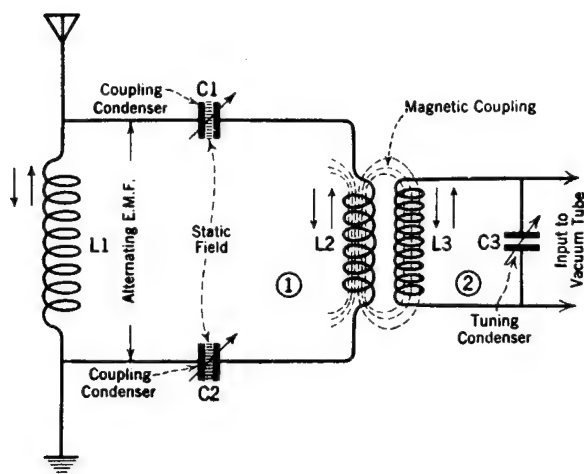 Coupling
Condenser
C1
Magnetic Coupling
L1
Alternating E.M.F.
Static
Field
L2
L3
C3
Input to
Vacuum Tube
①
②
Tuning
Condenser
Coupling
Condenser
C2